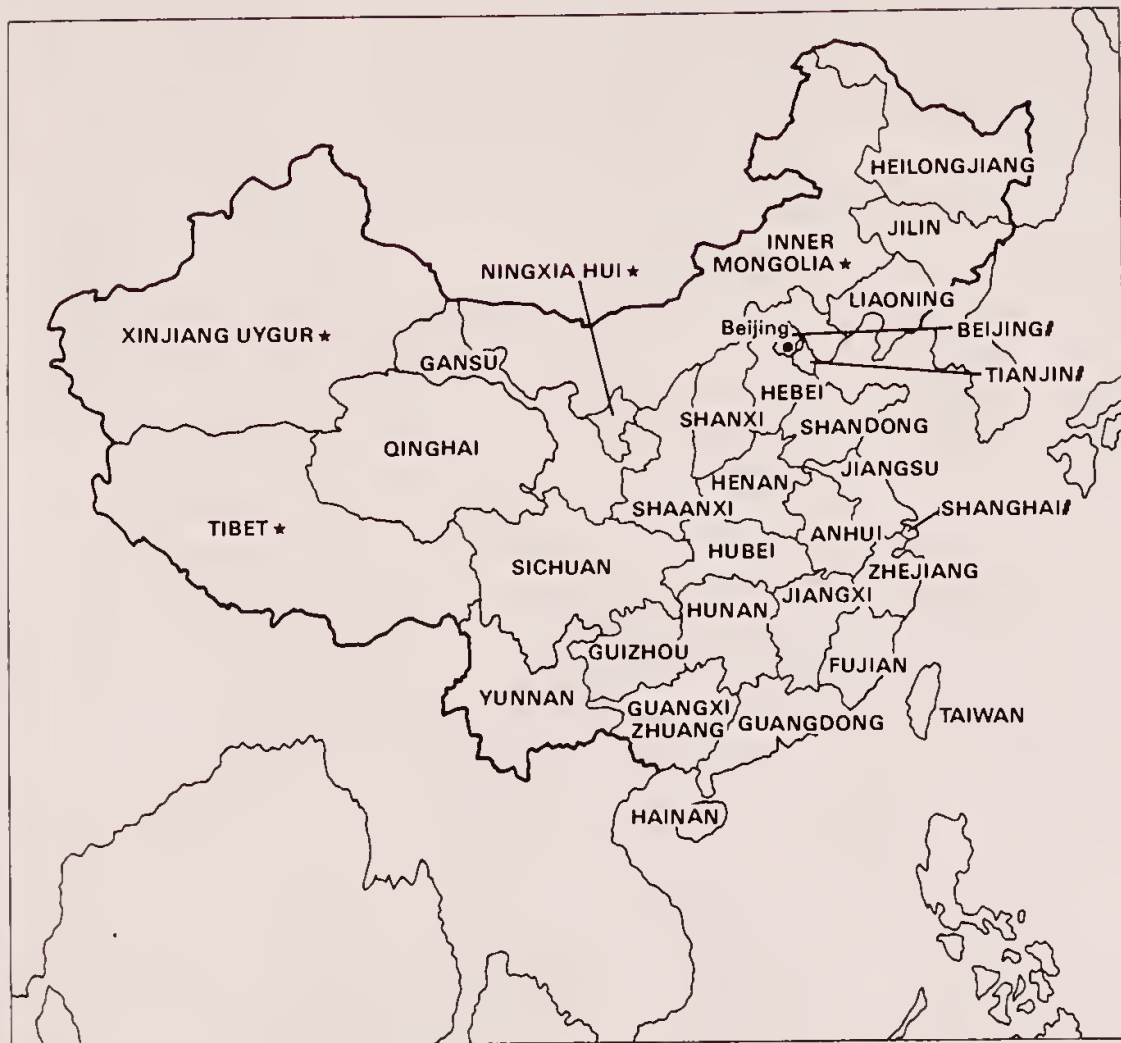 HEILONGJIANG
JILIN
INNER
MONGOLIA ★
NINGXIA HUI ★
LIAONING
XINJIANG UYGUR ★
Beijing
BEIJING⫽
GANSU
TIANJIN⫽
HEBEI
SHANXI
SHANDONG
QINGHAI
JIANGSU
HENAN
SHAANXI
SHANGHAI⫽
TIBET ★
ANHUI
HUBEI
SICHUAN
ZHEJIANG
JIANGXI
HUNAN
GUIZHOU
FUJIAN
YUNNAN
GUANGXI
ZHUANG
GUANGDONG
TAIWAN
HAINAN